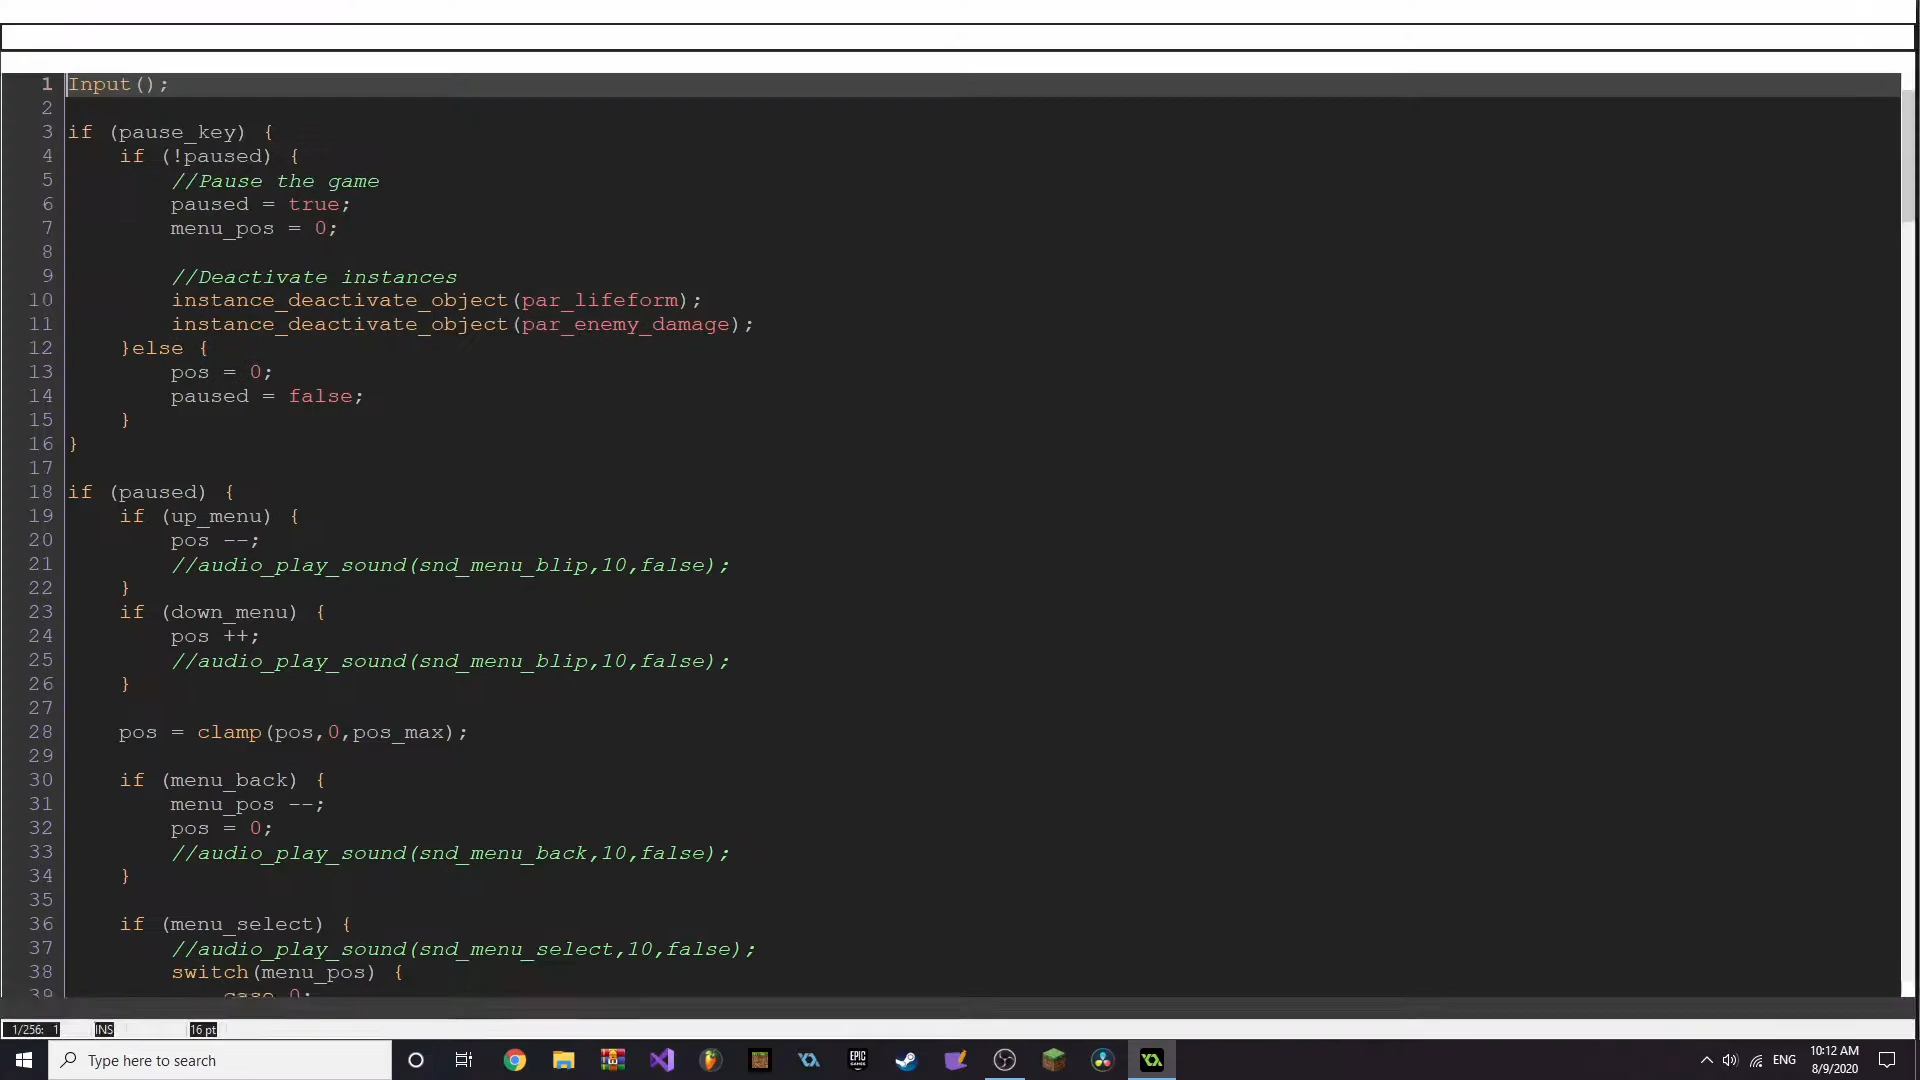 1 Input();
2
3 if (pause_key) {
4     if (!paused) {
5         //Pause the game
6         paused = true;
7         menu_pos = 0;
8
9         //Deactivate instances
10         instance_deactivate_object(par_lifeform);
11         instance_deactivate_object(par_enemy_damage);
12     }else {
13         pos = 0;
14         paused = false;
15     }
16 }
17
18 if (paused) {
19     if (up_menu) {
20         pos --;
21         //audio_play_sound(snd_menu_blip,10,false);
22     }
23     if (down_menu) {
24         pos ++;
25         //audio_play_sound(snd_menu_blip,10,false);
26     }
27
28     pos = clamp(pos,0,pos_max);
29
30     if (menu_back) {
31         menu_pos --;
32         pos = 0;
33         //audio_play_sound(snd_menu_back,10,false);
34     }
35
36     if (menu_select) {
37         //audio_play_sound(snd_menu_select,10,false);
38         switch(menu_pos) {
39             case 0:
1/256: 1 INS 16 pt
Type here to search
EPIC GAMES
ENG
10:12 AM
8/9/2020